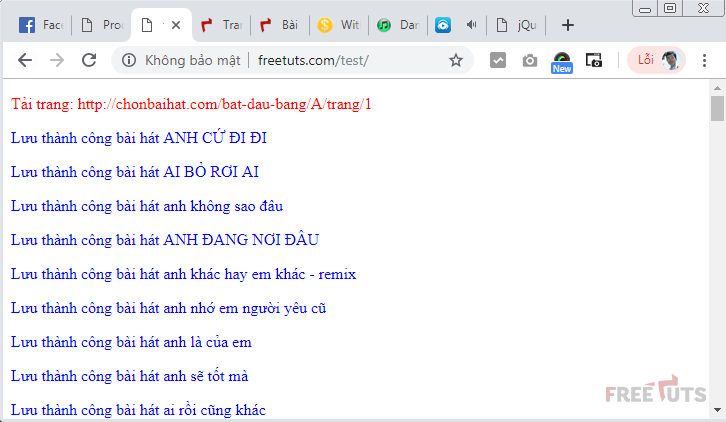 Face
Proc
Trar
Bài
Wit
Dar
jQu
Không bảo mật | freetuts.com/test/
New
Lỗi
Tải trang: http://chonbaihat.com/bat-dau-bang/A/trang/1
Lưu thành công bài hát ANH CỨ ĐI ĐI
Lưu thành công bài hát AI BỎ RƠI AI
Lưu thành công bài hát anh không sao đâu
Lưu thành công bài hát ANH ĐANG NƠI ĐÂU
Lưu thành công bài hát anh khác hay em khác - remix
Lưu thành công bài hát anh nhớ em người yêu cũ
Lưu thành công bài hát anh là của em
Lưu thành công bài hát anh sẽ tốt mà
Lưu thành công bài hát ai rồi cũng khác
FREETUTS